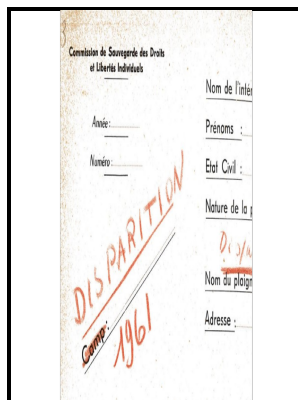 Commission de Sauvegarde des Droits
et Libertés Individuels
Année:
Numéro:
DISPARITION
Camp:
1961
Nom de l'intér
Prénoms :
Etat Civil :
Nature de la p
Nom du plaign
Adresse :